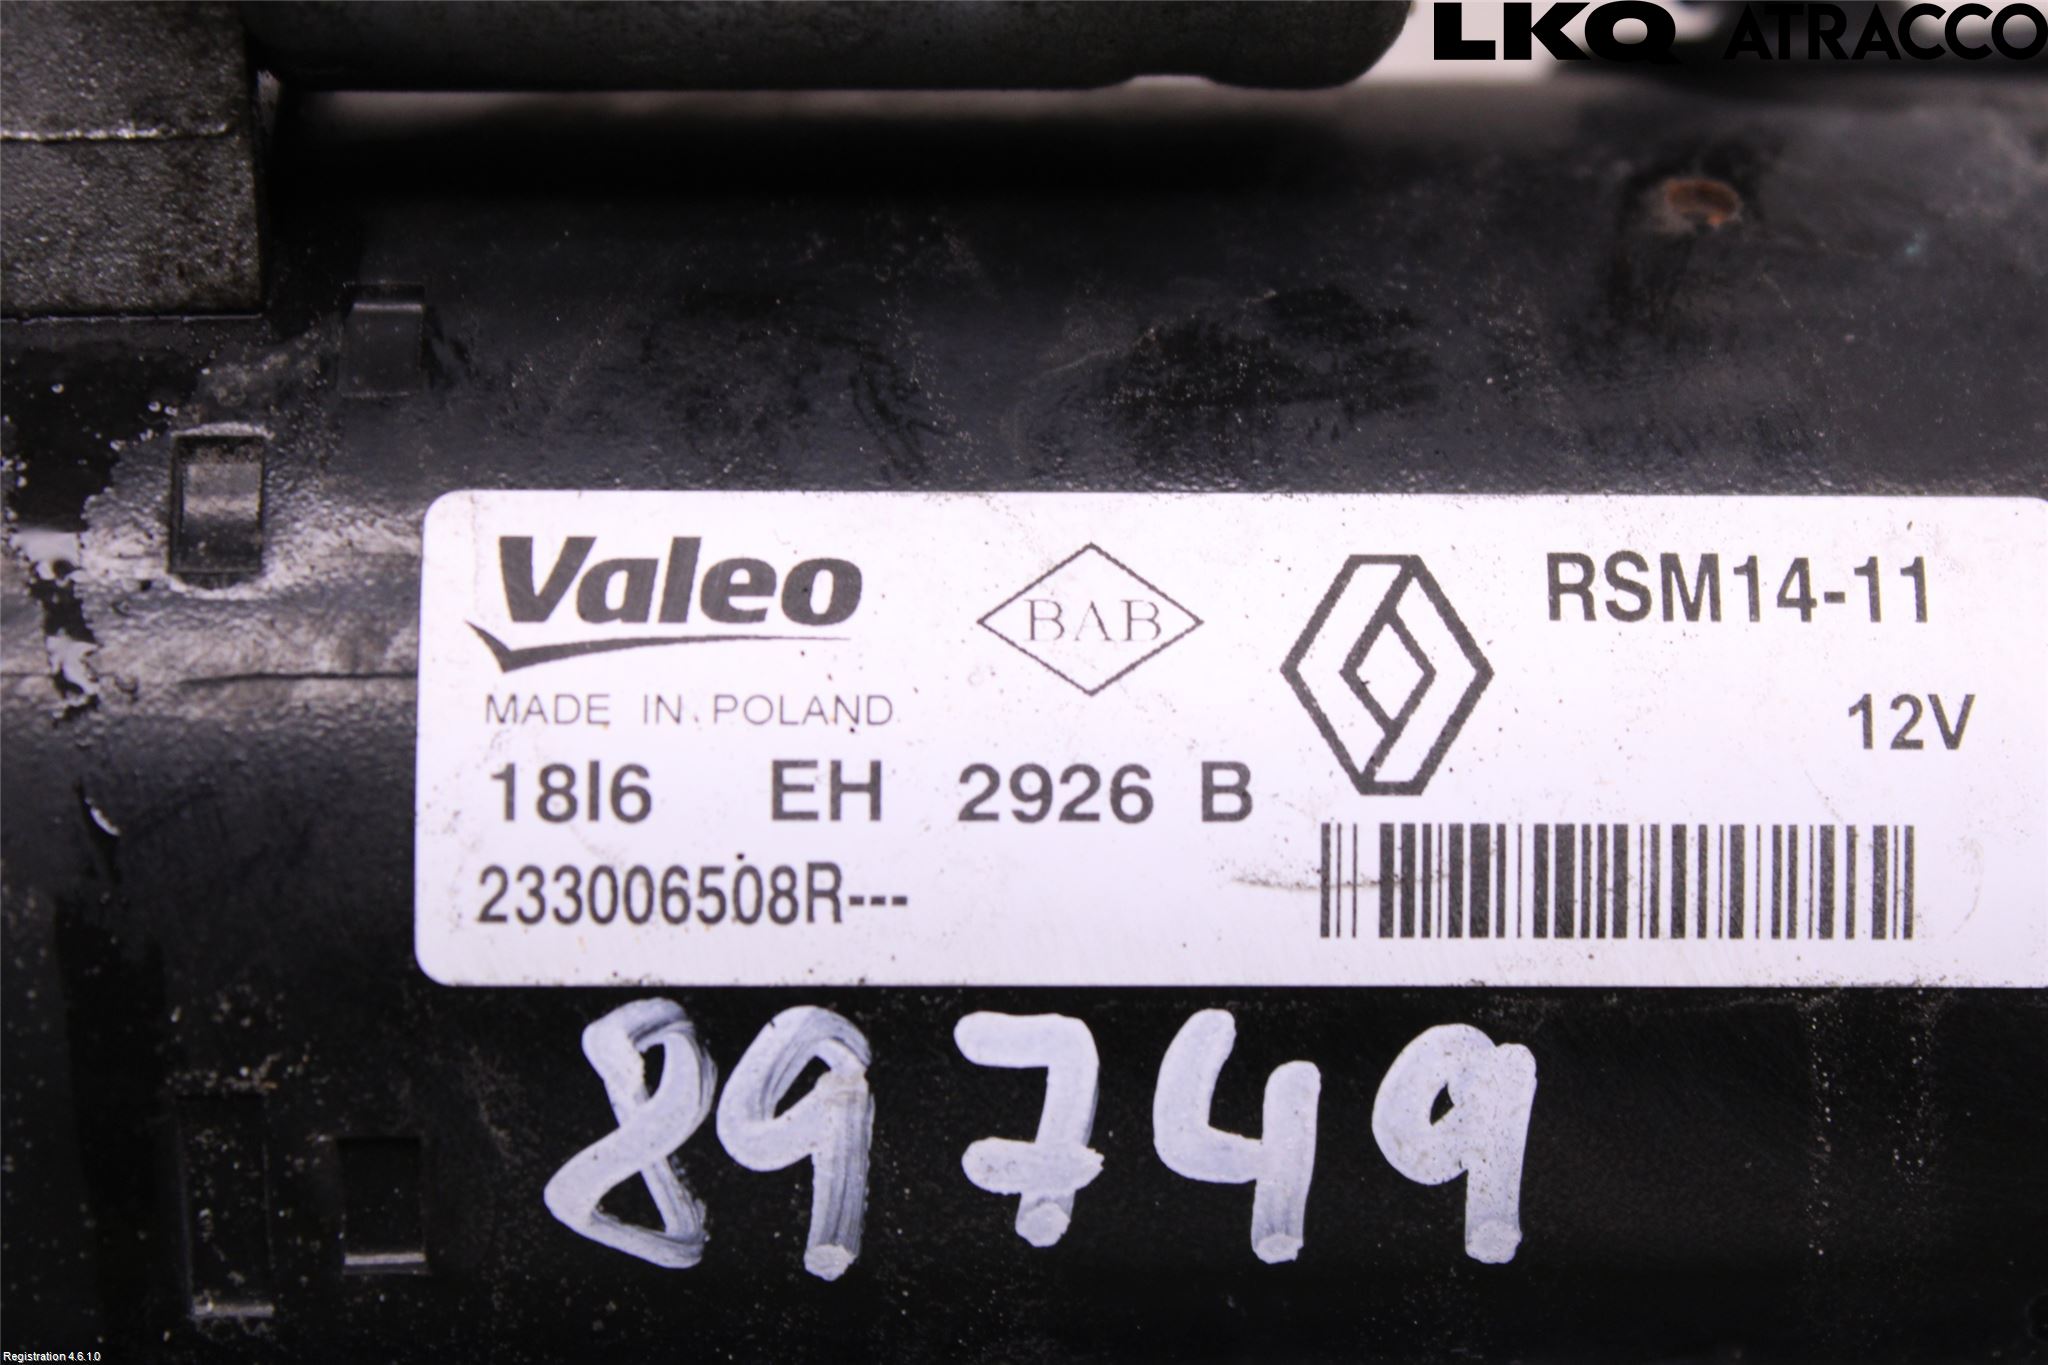 LKQ ATRACCO
Valeo
BAB
RSM14-11
12V
MADE IN POLAND
18I6 EH 2926 B
233006508R---
89749
Registration 4.6.1.0